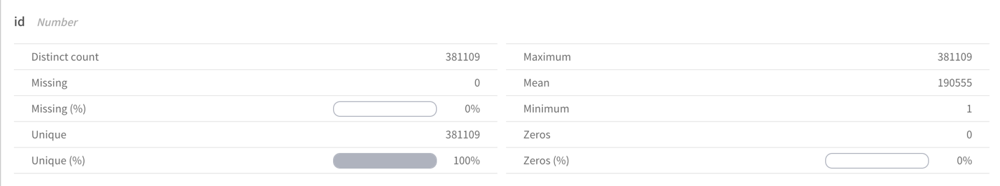 id Number
Distinct count 381109
Missing 0
Missing (%) 0%
Unique 381109
Unique (%) 100%
Maximum 381109
Mean 190555
Minimum 1
Zeros 0
Zeros (%) 0%